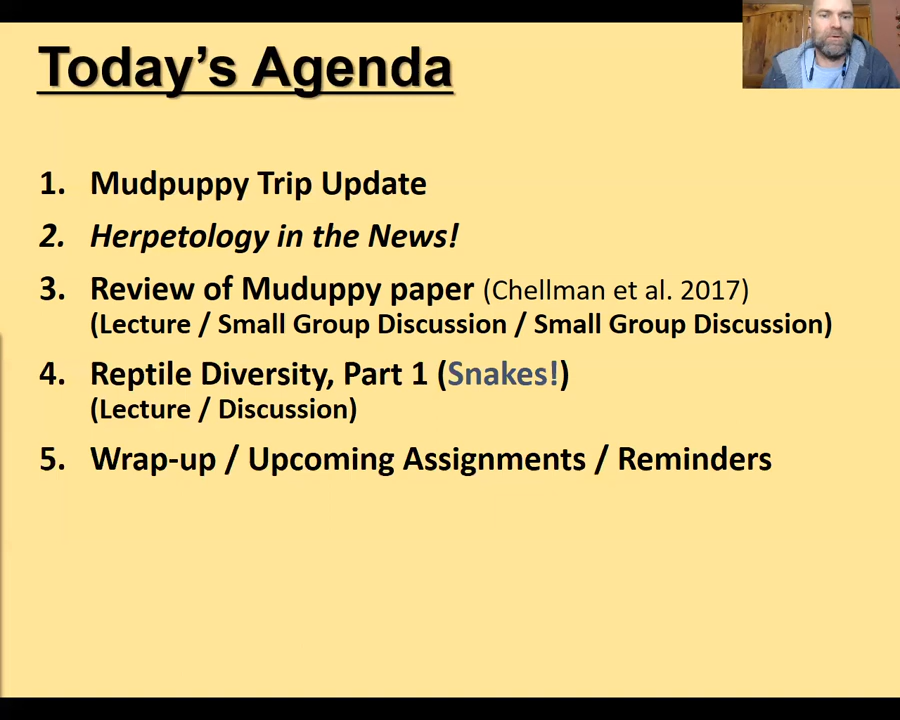 Today's Agenda
1. Mudpuppy Trip Update
2. Herpetology in the News!
3. Review of Muduppy paper (Chellman et al. 2017)
(Lecture / Small Group Discussion / Small Group Discussion)
4. Reptile Diversity, Part 1 (Snakes!)
(Lecture / Discussion)
5. Wrap-up / Upcoming Assignments / Reminders